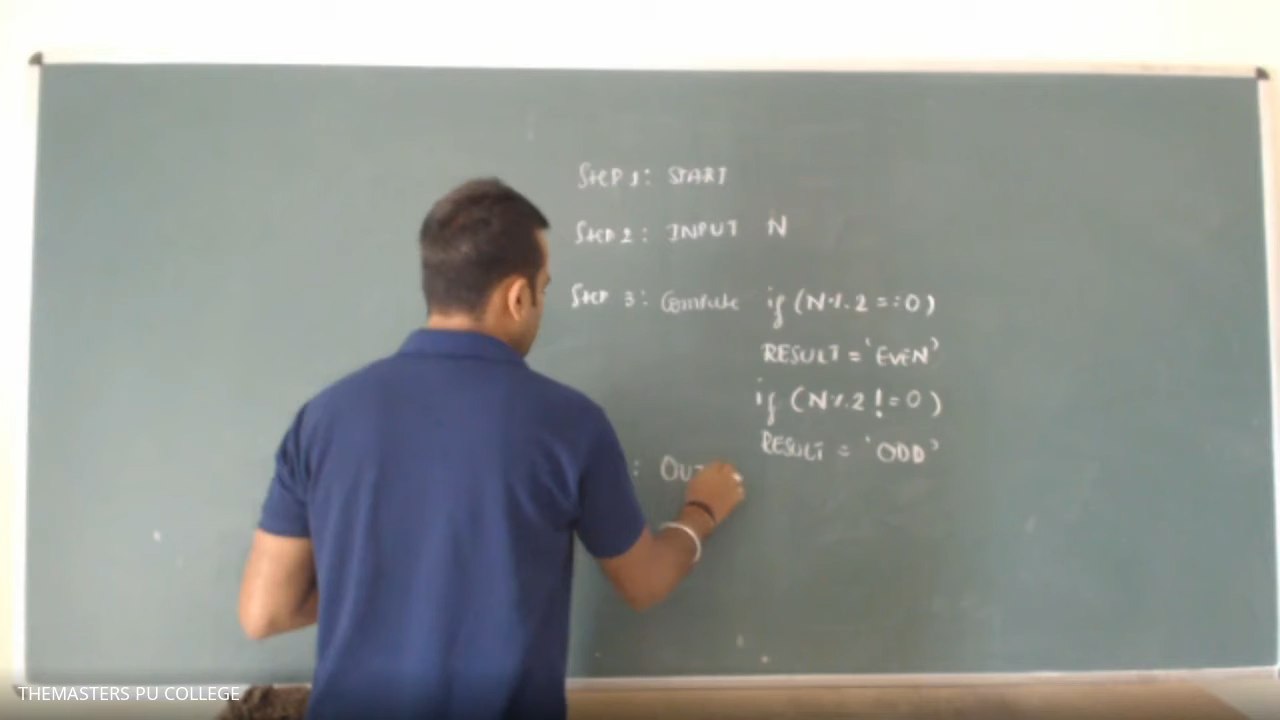 Step 1: START
Step 2: INPUT N
Step 3: Compute if (N%2==0)
RESULT = 'EVEN'
if (N%2!=0)
RESULT = 'ODD'
: OUT
THEMASTERS PU COLLEGE